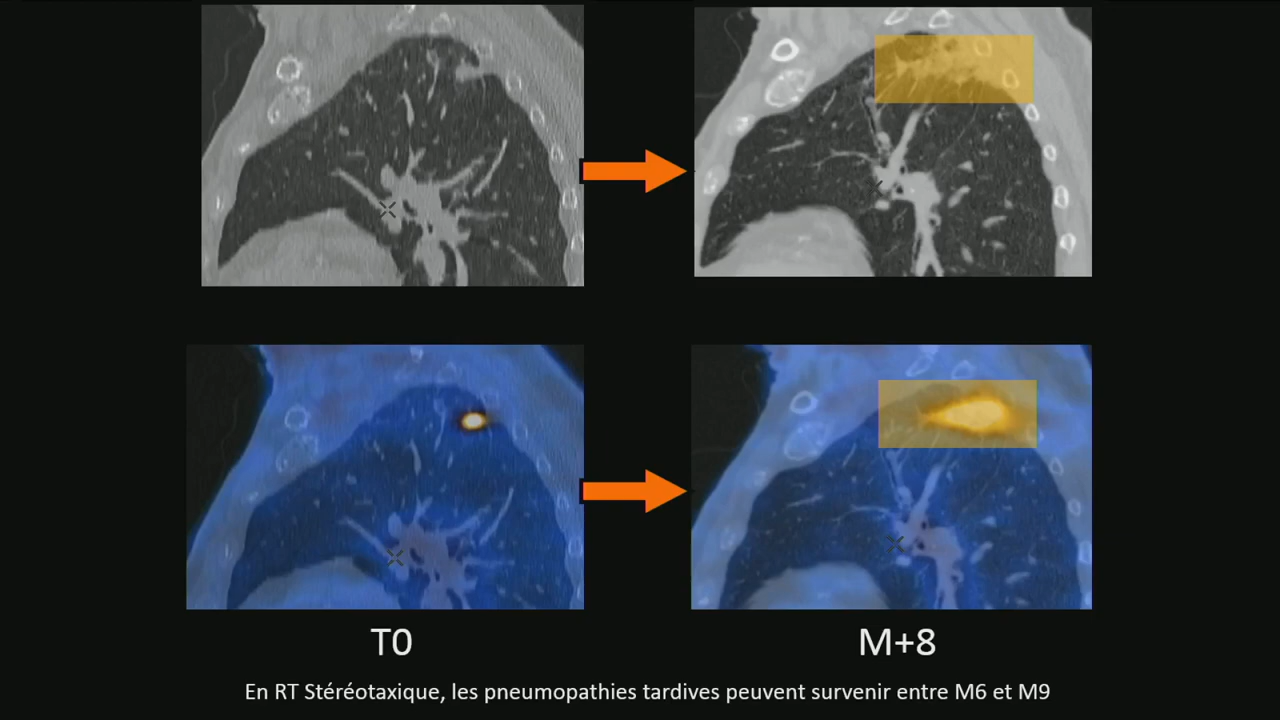 T0
M+8
En RT Stéréotaxique, les pneumopathies tardives peuvent survenir entre M6 et M9